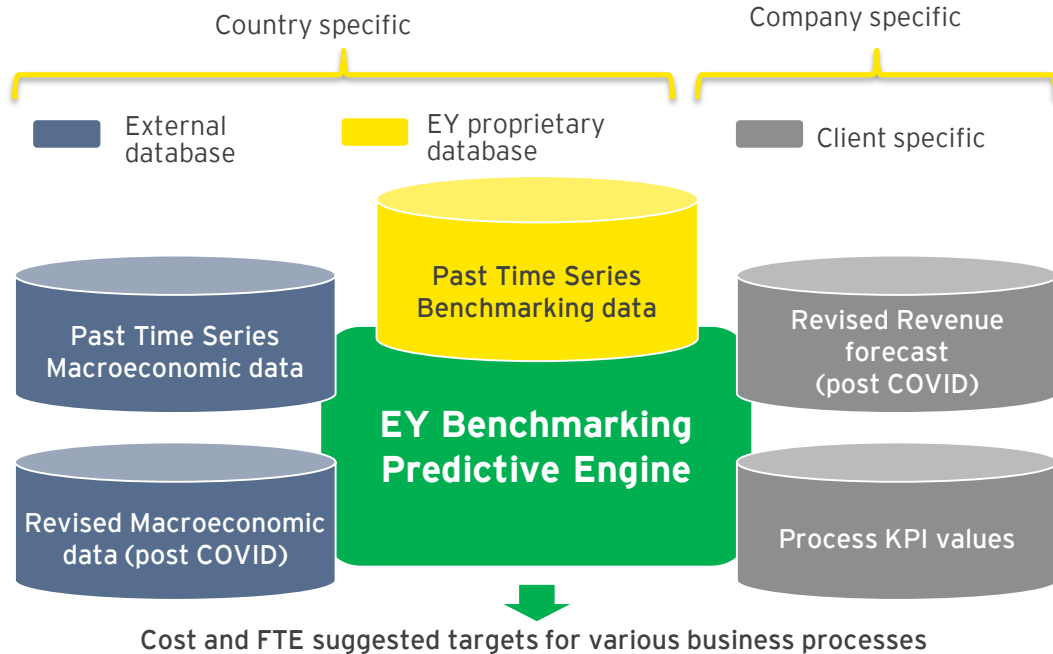 Country specific
Company specific
External
database
EY proprietary
database
Client specific
Past Time Series
Macroeconomic data
Past Time Series
Benchmarking data
Revised Revenue
forecast
(post COVID)
EY Benchmarking
Predictive Engine
Revised Macroeconomic
data (post COVID)
Process KPI values
Cost and FTE suggested targets for various business processes